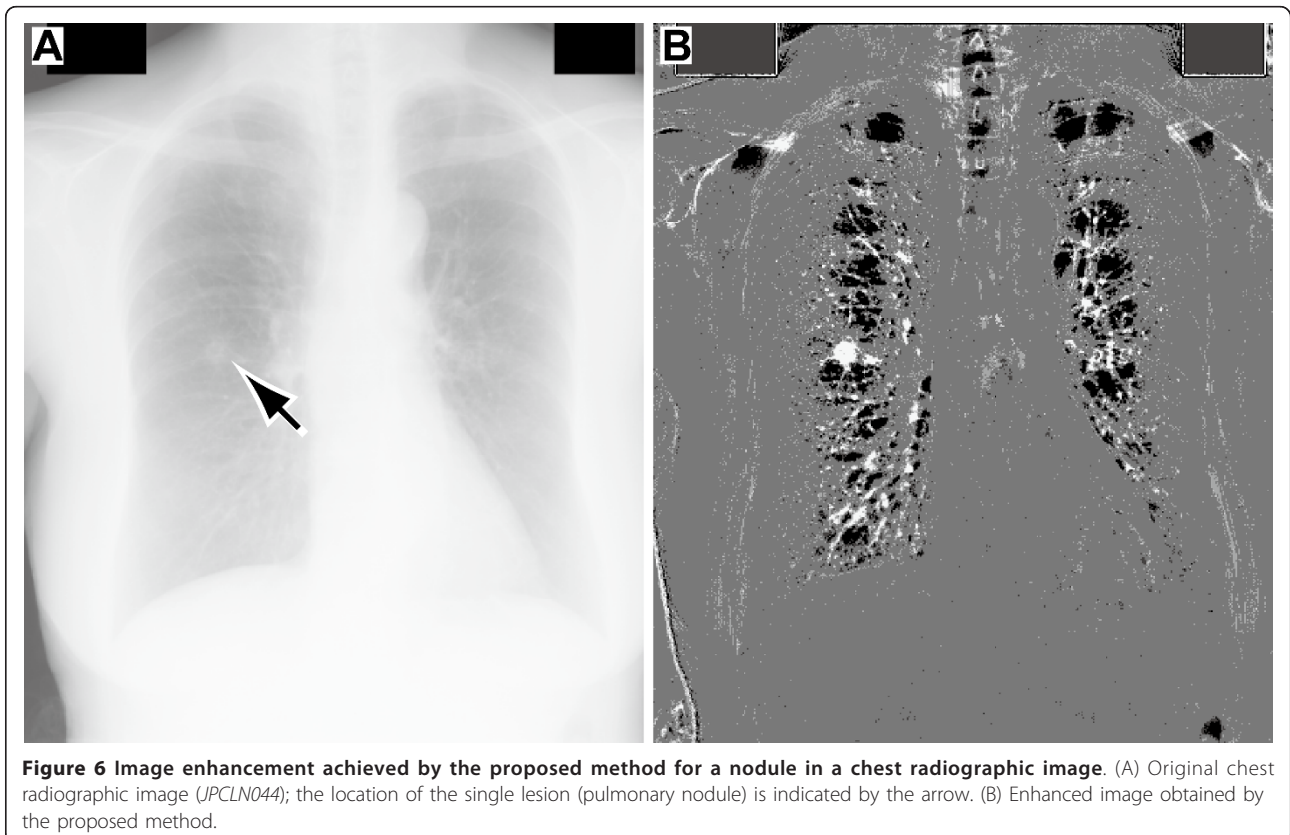 A
B
Figure 6 Image enhancement achieved by the proposed method for a nodule in a chest radiographic image. (A) Original chest
radiographic image (JPCLN044); the location of the single lesion (pulmonary nodule) is indicated by the arrow. (B) Enhanced image obtained by
the proposed method.